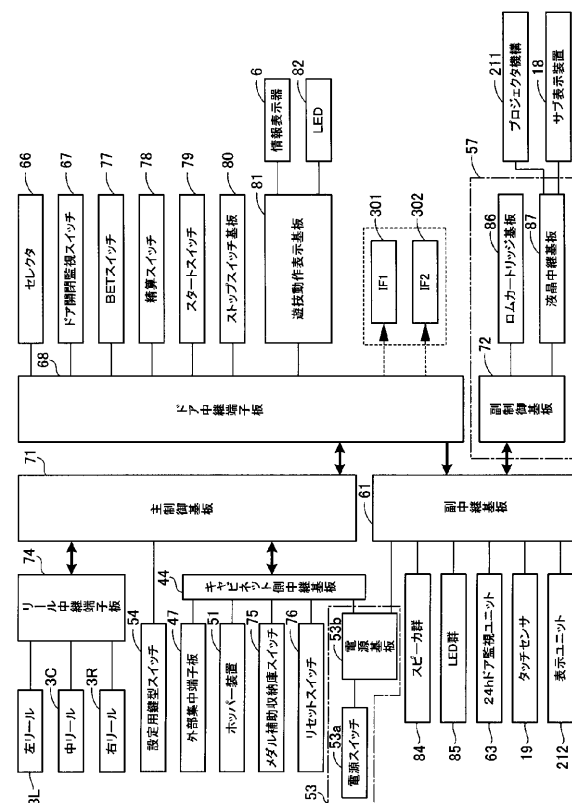 66
セレクタ
67
ドア開閉監視スイッチ
77
BETスイッチ
78
精算スイッチ
79
スタートスイッチ
80
ストップスイッチ基板
81
遊技動作表示基板
6
情報表示器
82
LED
301
IF1
302
IF2
68
ドア中継端子板
57
211
プロジェクタ機構
18
サブ表示装置
86
ロムカートリッジ基板
87
液晶中継基板
72
副制御基板
71
主制御基板
61
副中継基板
74
リール中継端子板
3L
左リール
3C
中リール
3R
右リール
54
設定用鍵型スイッチ
44
キャビネット側中継基板
47
外部集中端子板
51
ホッパー装置
75
メダル補助収納庫スイッチ
76
リセットスイッチ
53
53a
電源スイッチ
53b
電源基板
84
スピーカ群
85
LED群
63
24hドア監視ユニット
19
タッチセンサ
212
表示ユニット